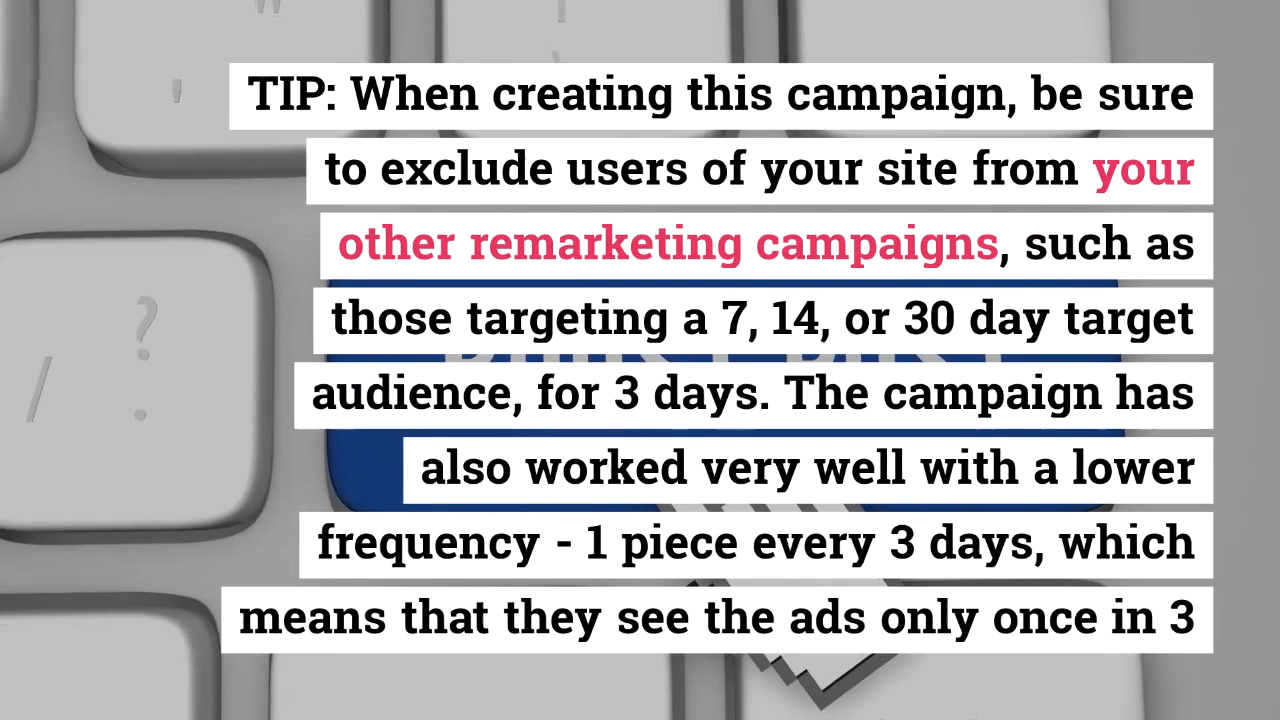 TIP: When creating this campaign, be sure
to exclude users of your site from your
other remarketing campaigns, such as
those targeting a 7, 14, or 30 day target
audience, for 3 days. The campaign has
also worked very well with a lower
frequency - 1 piece every 3 days, which
means that they see the ads only once in 3
"
'
?
/